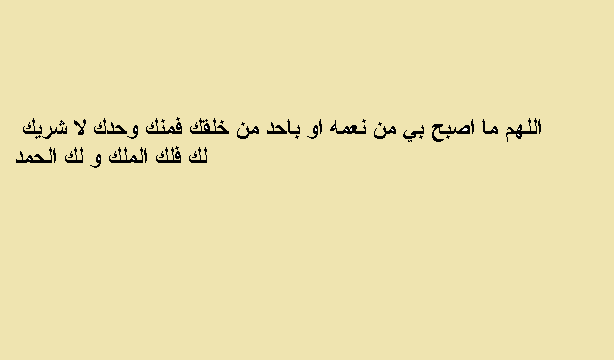 اللهم ما اصبح بي من نعمه او باحد من خلقك فمنك وحدك لا شريك
لك فلك الملك و لك الحمد